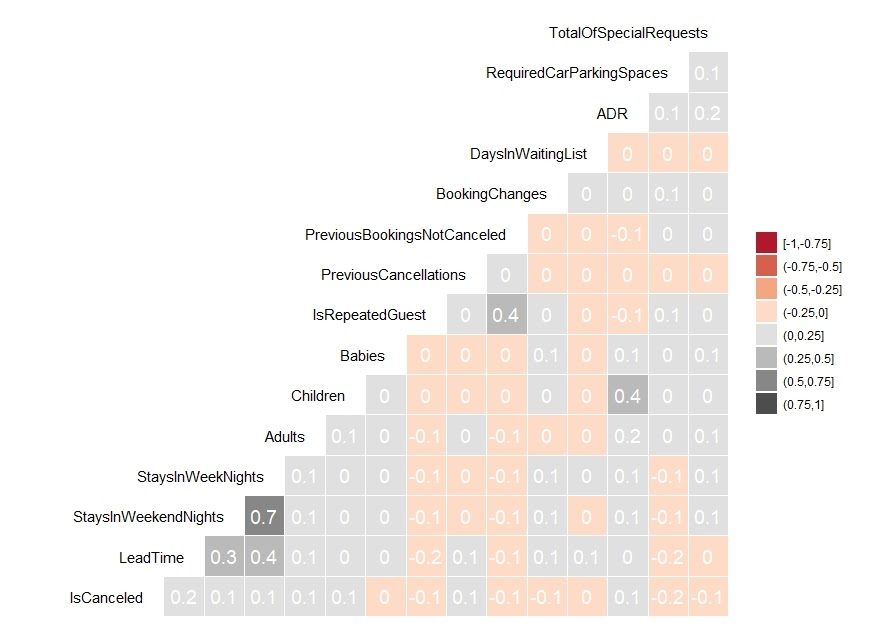 TotalOfSpecialRequests
RequiredCarParkingSpaces 0.1
ADR 0.1 0.2
DaysInWaitingList 0 0 0
BookingChanges 0 0 0.1 0
PreviousBookingsNotCanceled 0 0 -0.1 0 0
PreviousCancellations 0 0 0 0 0 0
IsRepeatedGuest 0 0.4 0 0 -0.1 0.1 0
Babies 0 0 0 0.1 0 0.1 0 0.1
Children 0 0 0 0 0 0 0.4 0 0
Adults 0.1 0 -0.1 0 -0.1 0 0 0.2 0 0.1
StaysInWeekNights 0.1 0 0 -0.1 0 -0.1 0.1 0 0.1 -0.1 0.1
StaysInWeekendNights 0.7 0.1 0 0 -0.1 0 -0.1 0.1 0 0.1 -0.1 0.1
LeadTime 0.3 0.4 0.1 0 0 -0.2 0.1 -0.1 0.1 0.1 0 -0.2 0
IsCanceled 0.2 0.1 0.1 0.1 0.1 0 -0.1 0.1 -0.1 -0.1 0 0.1 -0.2 -0.1
[-1,-0.75]
(-0.75,-0.5]
(-0.5,-0.25]
(-0.25,0]
(0,0.25]
(0.25,0.5]
(0.5,0.75]
(0.75,1]